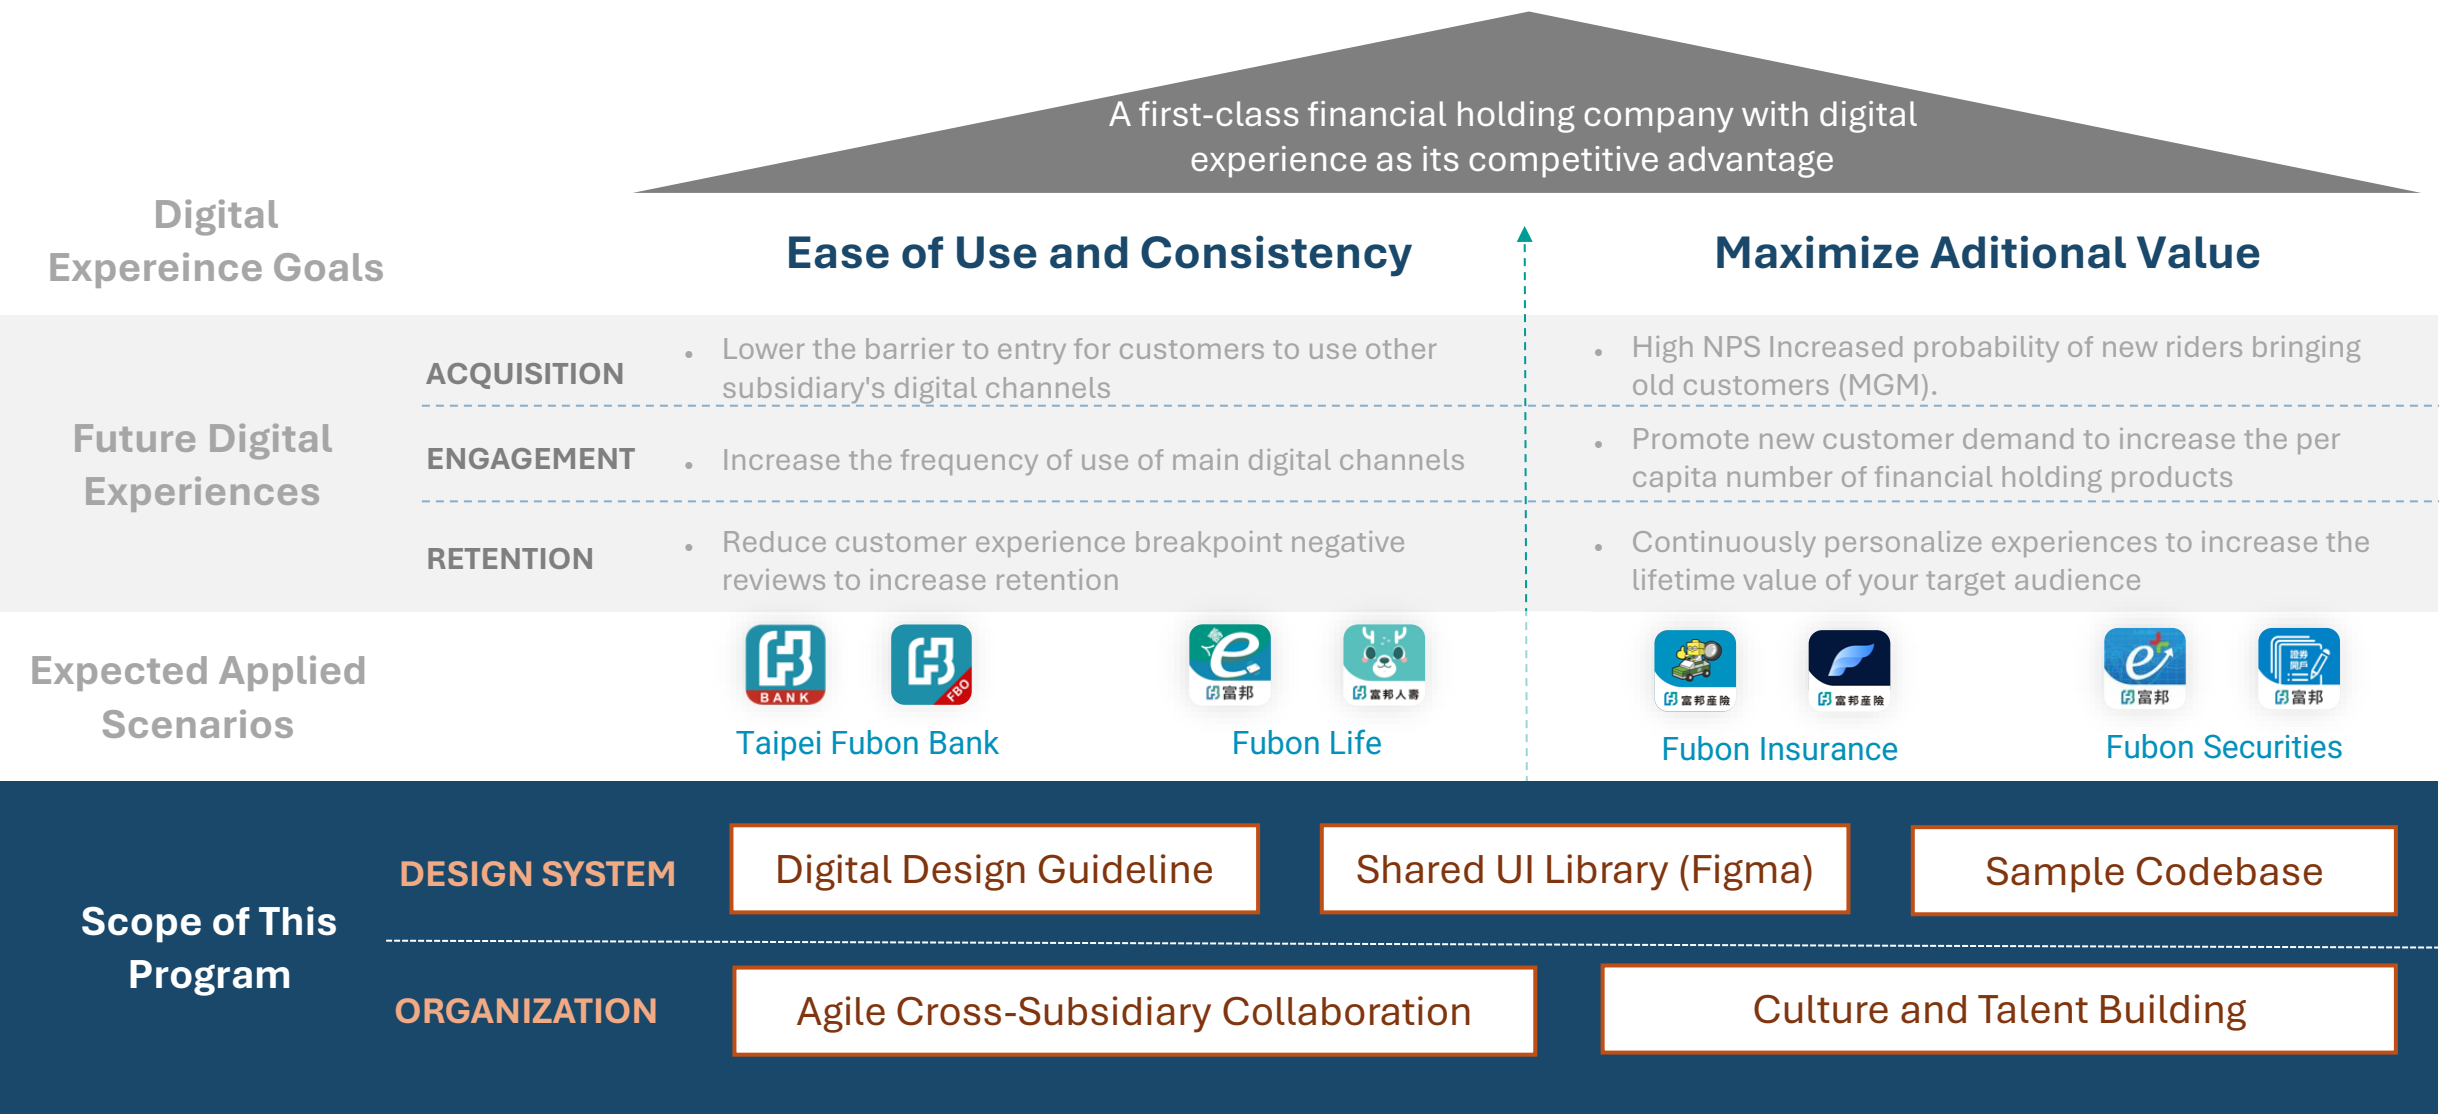 A first-class financial holding company with digital
experience as its competitive advantage
Digital
Expereince Goals
Ease of Use and Consistency
Maximize Aditional Value
Future Digital
Experiences
ACQUISITION
• Lower the barrier to entry for customers to use other
subsidiary's digital channels
• High NPS Increased probability of new riders bringing
old customers (MGM).
ENGAGEMENT
• Increase the frequency of use of main digital channels
• Promote new customer demand to increase the per
capita number of financial holding products
RETENTION
• Reduce customer experience breakpoint negative
reviews to increase retention
• Continuously personalize experiences to increase the
lifetime value of your target audience
Expected Applied
Scenarios
BANK
FBO
富邦
富邦人壽
富邦產險
富邦產險
證券
開戶
富邦
富邦
Taipei Fubon Bank
Fubon Life
Fubon Insurance
Fubon Securities
Scope of This
Program
DESIGN SYSTEM
Digital Design Guideline
Shared UI Library (Figma)
Sample Codebase
ORGANIZATION
Agile Cross-Subsidiary Collaboration
Culture and Talent Building